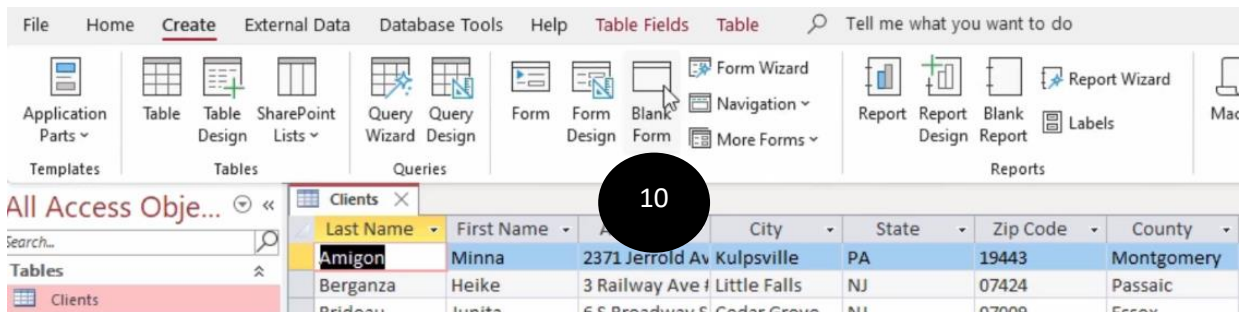 File Home Create External Data Database Tools Help Table Fields Table Tell me what you want to do
Application Parts
Templates
Table
Table Design
SharePoint Lists
Tables
Query Wizard
Query Design
Queries
Form
Form Design
Blank Form
Form Wizard
Navigation
More Forms
Report
Report Design
Blank Report
Report Wizard
Labels
Reports
10
All Access Obje...
Search...
Tables
Clients
Clients
Last Name First Name City State Zip Code County
Amigon Minna 2371 Jerrold Av Kulpsville PA 19443 Montgomery
Berganza Heike 3 Railway Ave # Little Falls NJ 07424 Passaic